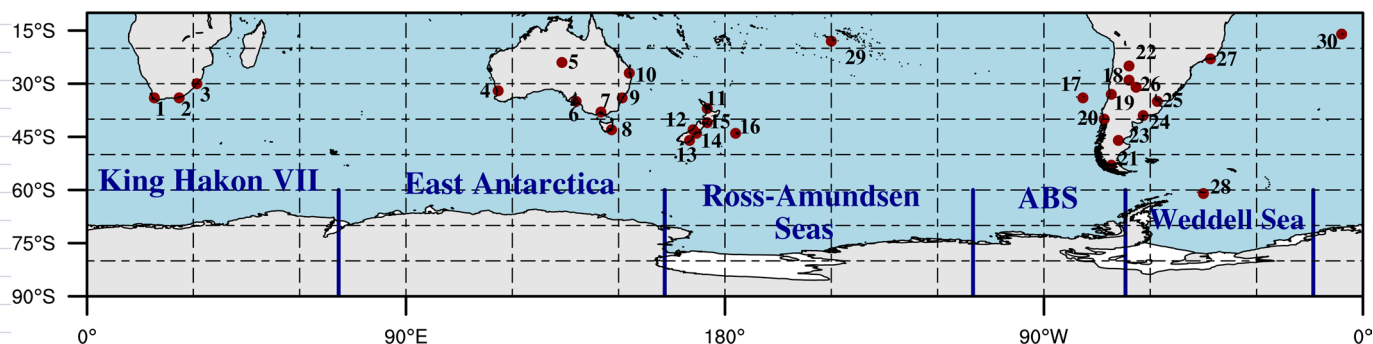 15°S
30°S
45°S
60°S
75°S
90°S
0°
90°E
180°
90°W
0°
King Hakon VII
East Antarctica
Ross-Amundsen
Seas
ABS
Weddell Sea
1
2
3
4
5
6
7
8
9
10
11
12
13
14
15
16
17
18
19
20
21
22
23
24
25
26
27
28
29
30